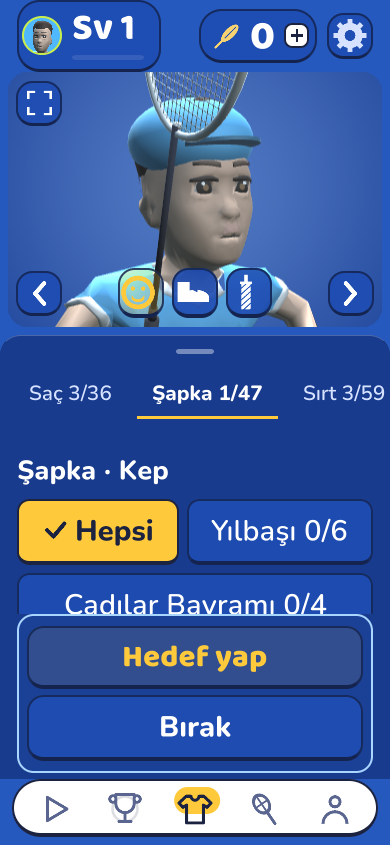 Sv 1
0
Saç 3/36
Şapka 1/47
Sırt 3/59
Şapka · Kep
Hepsi
Yılbaşı 0/6
Cadılar Bayramı 0/4
Hedef yap
Bırak